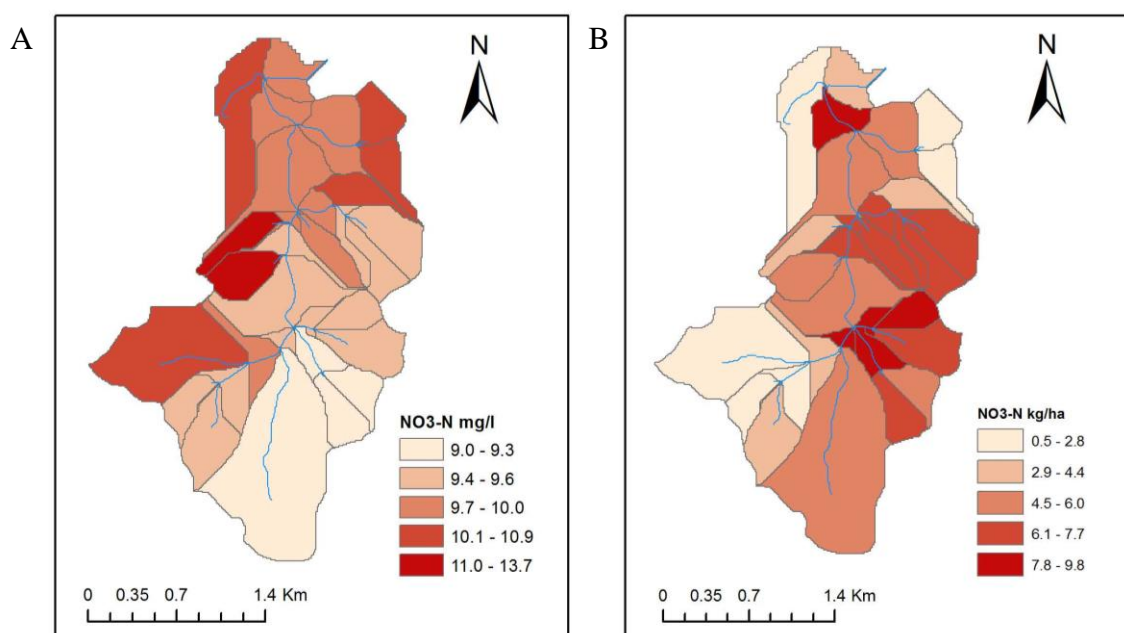 A
N
NO3-N mg/l
9.0 - 9.3
9.4 - 9.6
9.7 - 10.0
10.1 - 10.9
11.0 - 13.7
0 0.35 0.7 1.4 Km
B
N
NO3-N kg/ha
0.5 - 2.8
2.9 - 4.4
4.5 - 6.0
6.1 - 7.7
7.8 - 9.8
0 0.35 0.7 1.4 Km